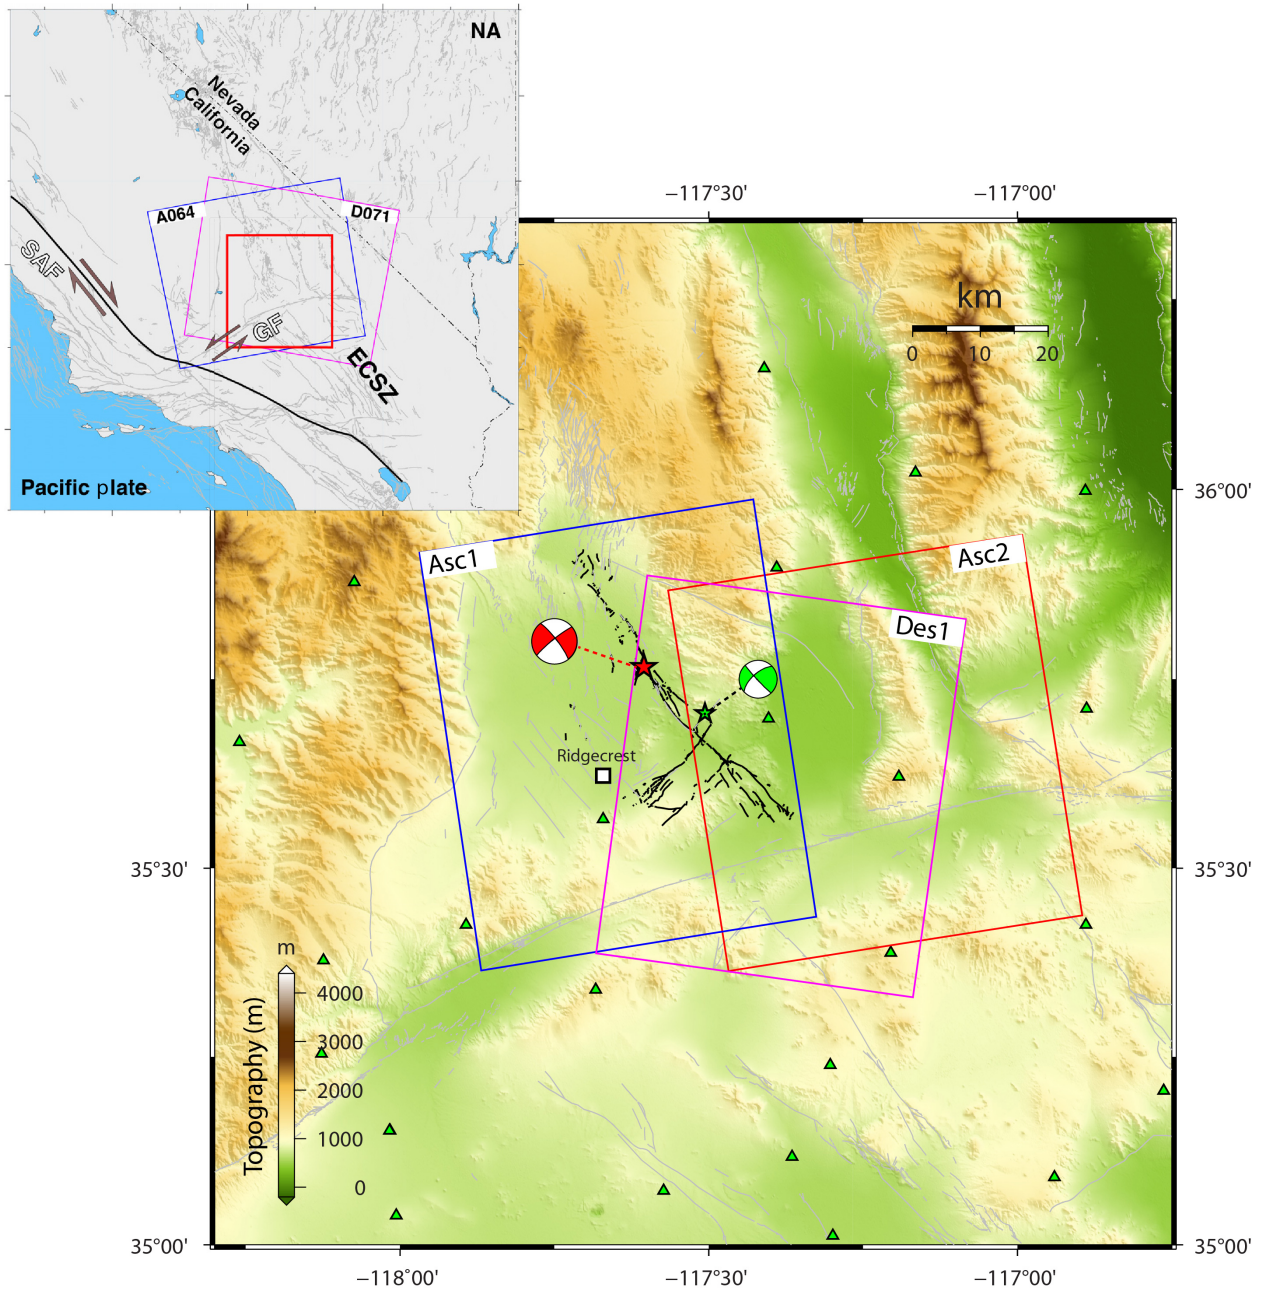 NA
Nevada
California
A064
D071
SAF
GF
ECSZ
Pacific plate
−117°30'
−117°00'
km
0 10 20
36°00'
Asc1
Asc2
Des1
Ridgecrest
35°30'
35°30'
m
Topography (m)
4000
3000
2000
1000
0
35°00'
35°00'
−118°00'
−117°30'
−117°00'